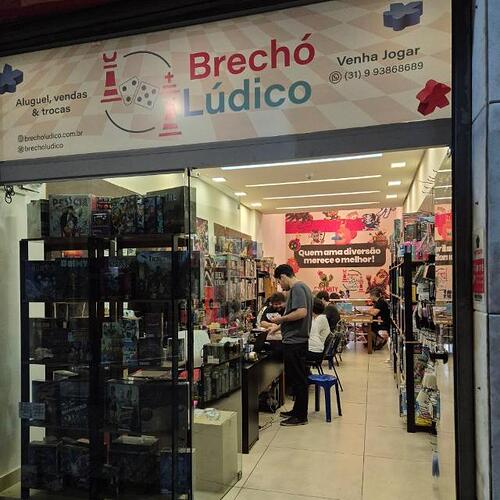 Brechó
Lúdico
Aluguel, vendas
& trocas
brecholudico.com.br
brecholudico
Venha Jogar
(31) 9 93868689
Quem ama diversão
merece o melhor!